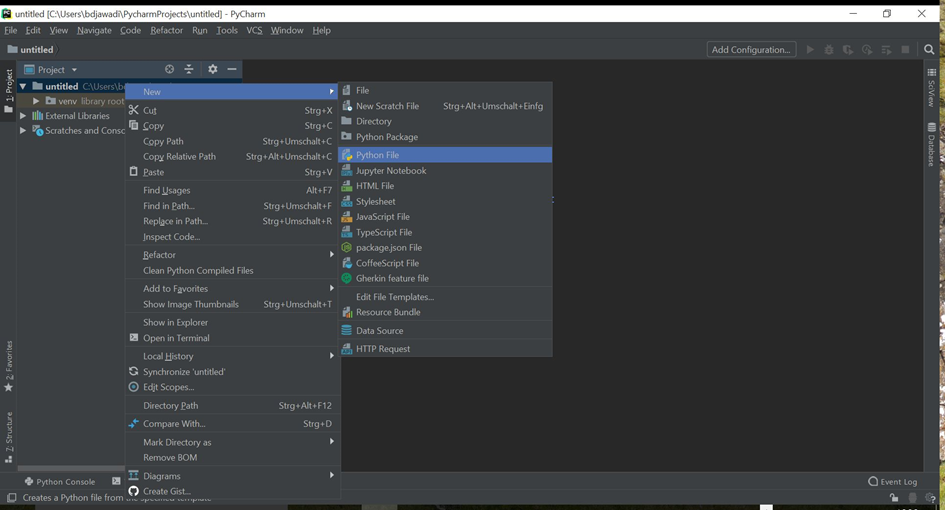 untitled [C:\Users\bdjawadi\PycharmProjects\untitled] - PyCharm
File Edit View Navigate Code Refactor Run Tools VCS Window Help
untitled
Add Configuration...
1: Project
Project
untitled C:\Users\bd
venv library root
External Libraries
Scratches and Consc
New
Cut Strg+X
Copy Strg+C
Copy Path Strg+Umschalt+C
Copy Relative Path Strg+Alt+Umschalt+C
Paste Strg+V
Find Usages Alt+F7
Find in Path... Strg+Umschalt+F
Replace in Path... Strg+Umschalt+R
Inspect Code...
Refactor
Clean Python Compiled Files
Add to Favorites
Show Image Thumbnails Strg+Umschalt+T
Show in Explorer
Open in Terminal
Local History
Synchronize 'untitled'
Edit Scopes...
Directory Path Strg+Alt+F12
Compare With... Strg+D
Mark Directory as
Remove BOM
Diagrams
Create Gist...
File
New Scratch File Strg+Alt+Umschalt+Einfg
Directory
Python Package
Python File
Jupyter Notebook
HTML File
Stylesheet
JavaScript File
TypeScript File
package.json File
CoffeeScript File
Gherkin feature file
Edit File Templates...
Resource Bundle
Data Source
HTTP Request
SciView
Database
2: Favorites
7: Structure
Python Console
Event Log
Creates a Python file from the specified template